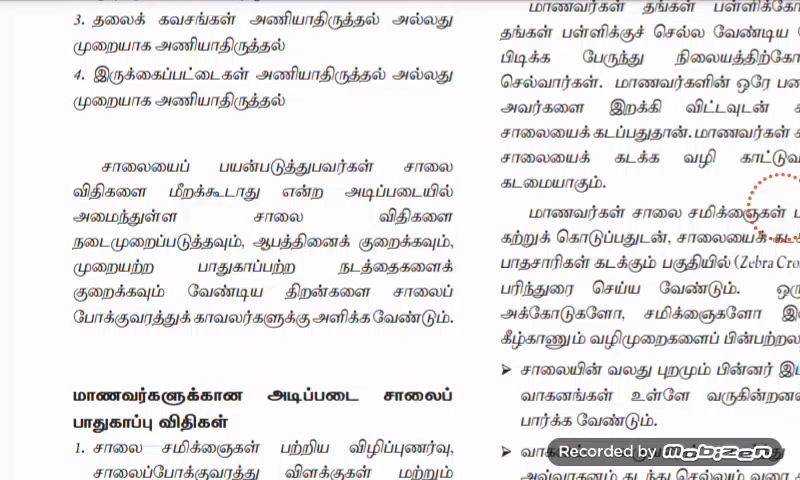 3. தலைக் கவசங்கள் அணியாதிருத்தல் அல்லது
முறையாக அணியாதிருத்தல்
4. இருக்கைப்பட்டைகள் அணியாதிருத்தல் அல்லது
முறையாக அணியாதிருத்தல்
சாலையைப் பயன்படுத்துபவர்கள் சாலை
விதிகளை மீறக்கூடாது என்ற அடிப்படையில்
அமைந்துள்ள சாலை விதிகளை
நடைமுறைப்படுத்தவும், ஆபத்தினைக் குறைக்கவும்,
முறையற்ற பாதுகாப்பற்ற நடத்தைகளைக்
குறைக்கவும் வேண்டிய திறன்களை சாலைப்
போக்குவரத்துக் காவலர்களுக்கு அளிக்க வேண்டும்.
மாணவர்களுக்கான அடிப்படை சாலைப்
பாதுகாப்பு விதிகள்
1. சாலை சமிக்ஞைகள் பற்றிய விழிப்புணர்வு,
சாலைப்போக்குவரத்து விளக்குகள் மற்றும்
மாணவர்கள் தங்கள்
தங்கள் பள்ளிக்குச் செல்ல வேண்டிய
பிடிக்க பேருந்து
செல்வார்கள். மாணவர்களின் ஒரே
அவர்களை இறக்கி விட்டவுடன்
சாலையைக் கடப்பதுதான். மாணவர்கள்
சாலையைக் கடக்க வழி
கடமையாகும்.
மாணவர்கள் சாலை சமிக்ஞைகள்
கற்றுக் கொடுப்பதுடன், சாலையைக்
பாதசாரிகள் கடக்கும் பகுதியில் (Zebra
பரிந்துரை செய்ய வேண்டும்.
அக்கோடுகளோ, சமிக்ஞைகளோ
கீழ்காணும் வழிமுறைகளைப்
➤ சாலையின் வலது புறமும் பின்னர்
வாகனங்கள் உள்ளே
பார்க்க வேண்டும்.
➤
அவ்வாகனம் கடந்து செல்லும் வரை
Recorded by mobizen